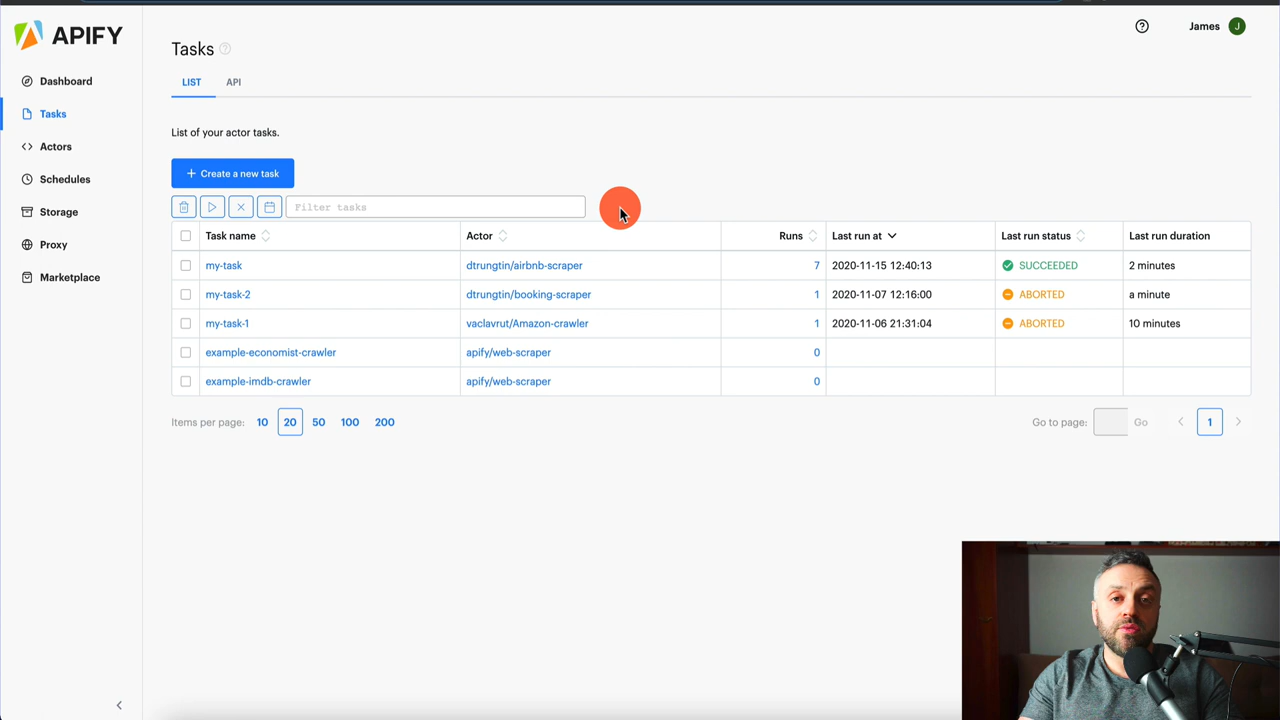 APIFY
James
J
Dashboard
Tasks
Actors
Schedules
Storage
Proxy
Marketplace
Tasks
LIST API
List of your actor tasks.
+ Create a new task
Filter tasks
Task name Actor Runs Last run at Last run status Last run duration
my-task dtrungtin/airbnb-scraper 7 2020-11-15 12:40:13 SUCCEEDED 2 minutes
my-task-2 dtrungtin/booking-scraper 1 2020-11-07 12:16:00 ABORTED a minute
my-task-1 vaclavrut/Amazon-crawler 1 2020-11-06 21:31:04 ABORTED 10 minutes
example-economist-crawler apify/web-scraper 0
example-imdb-crawler apify/web-scraper 0
Items per page: 10 20 50 100 200 Go to page: Go 1